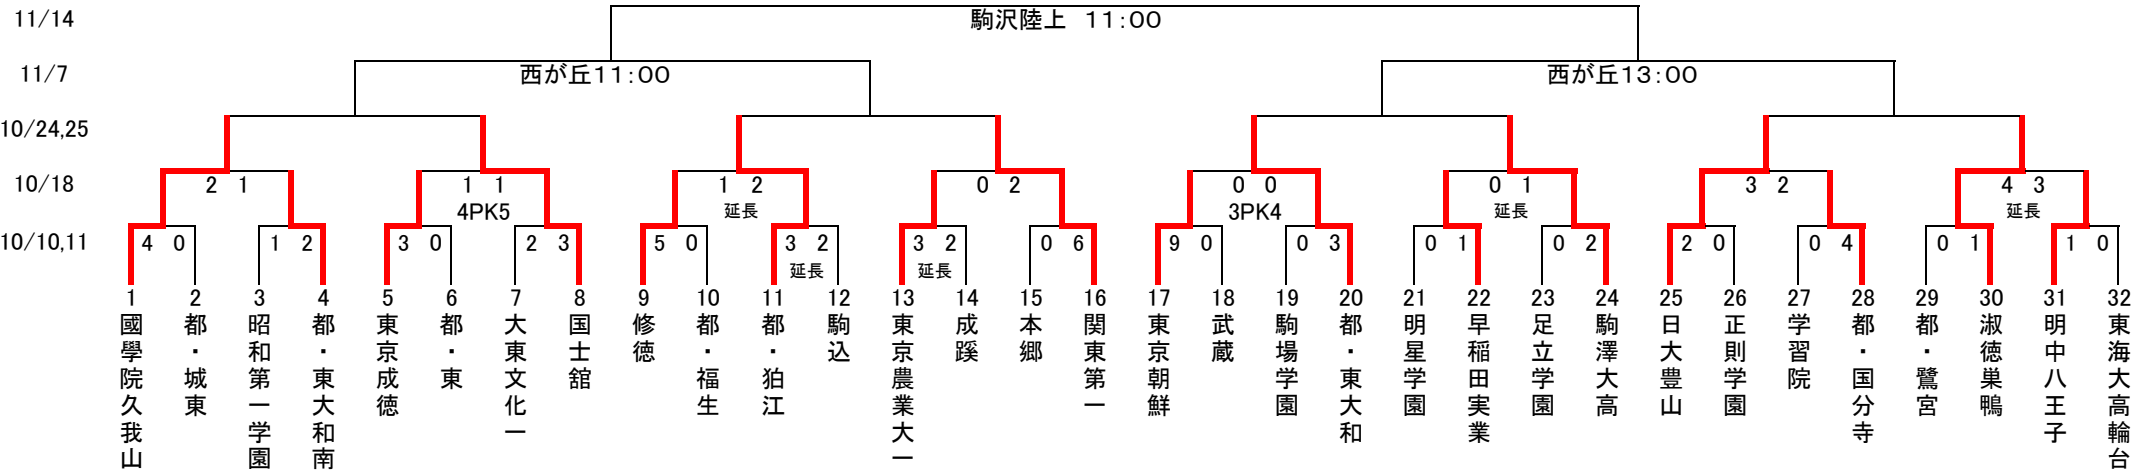 11/14
駒沢陸上 11:00
11/7
西が丘11:00
西が丘13:00
10/24,25
10/18
2 1
1 1
1 2
0 2
0 0
0 1
3 2
4 3
4PK5
延長
3PK4
延長
延長
10/10,11
4 0
1 2
3 0
2 3
5 0
3 2
3 2
0 6
9 0
0 3
0 1
0 2
2 0
0 4
0 1
1 0
延長
延長
1 國學院久我山
2 都・城東
3 昭和第一学園
4 都・東大和南
5 東京成徳
6 都・東
7 大東文化一
8 国士舘
9 修徳
10 都・福生
11 都・狛江
12 駒込
13 東京農業大一
14 成蹊
15 本郷
16 関東第一
17 東京朝鮮
18 武蔵
19 駒場学園
20 都・東大和
21 明星学園
22 早稲田実業
23 足立学園
24 駒澤大高
25 日大豊山
26 正則学園
27 学習院
28 都・国分寺
29 都・鷺宮
30 淑徳巣鴨
31 明中八王子
32 東海大高輪台